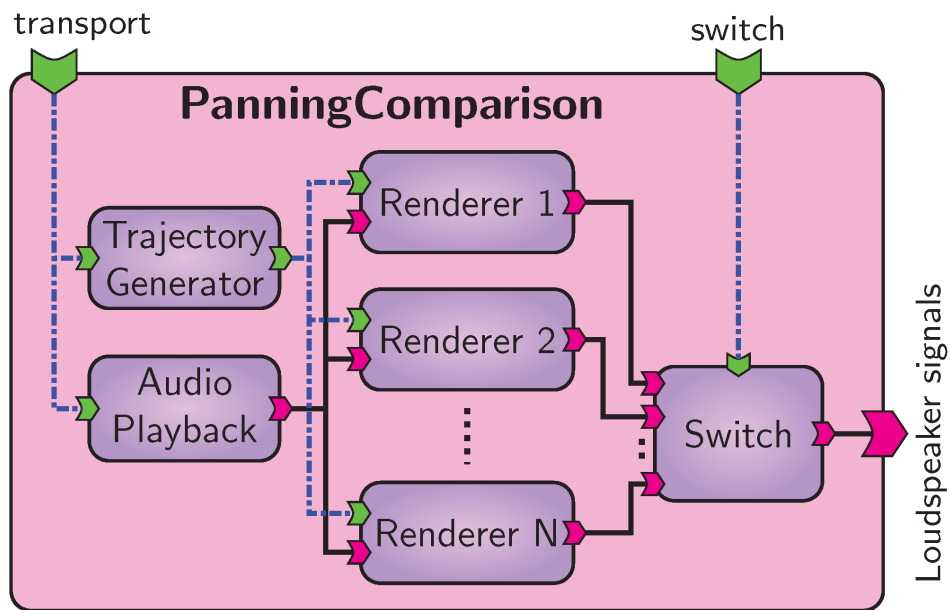 transport
switch
PanningComparison
Renderer 1
Trajectory
Generator
Renderer 2
Audio
Playback
Switch
Renderer N
Loudspeaker signals